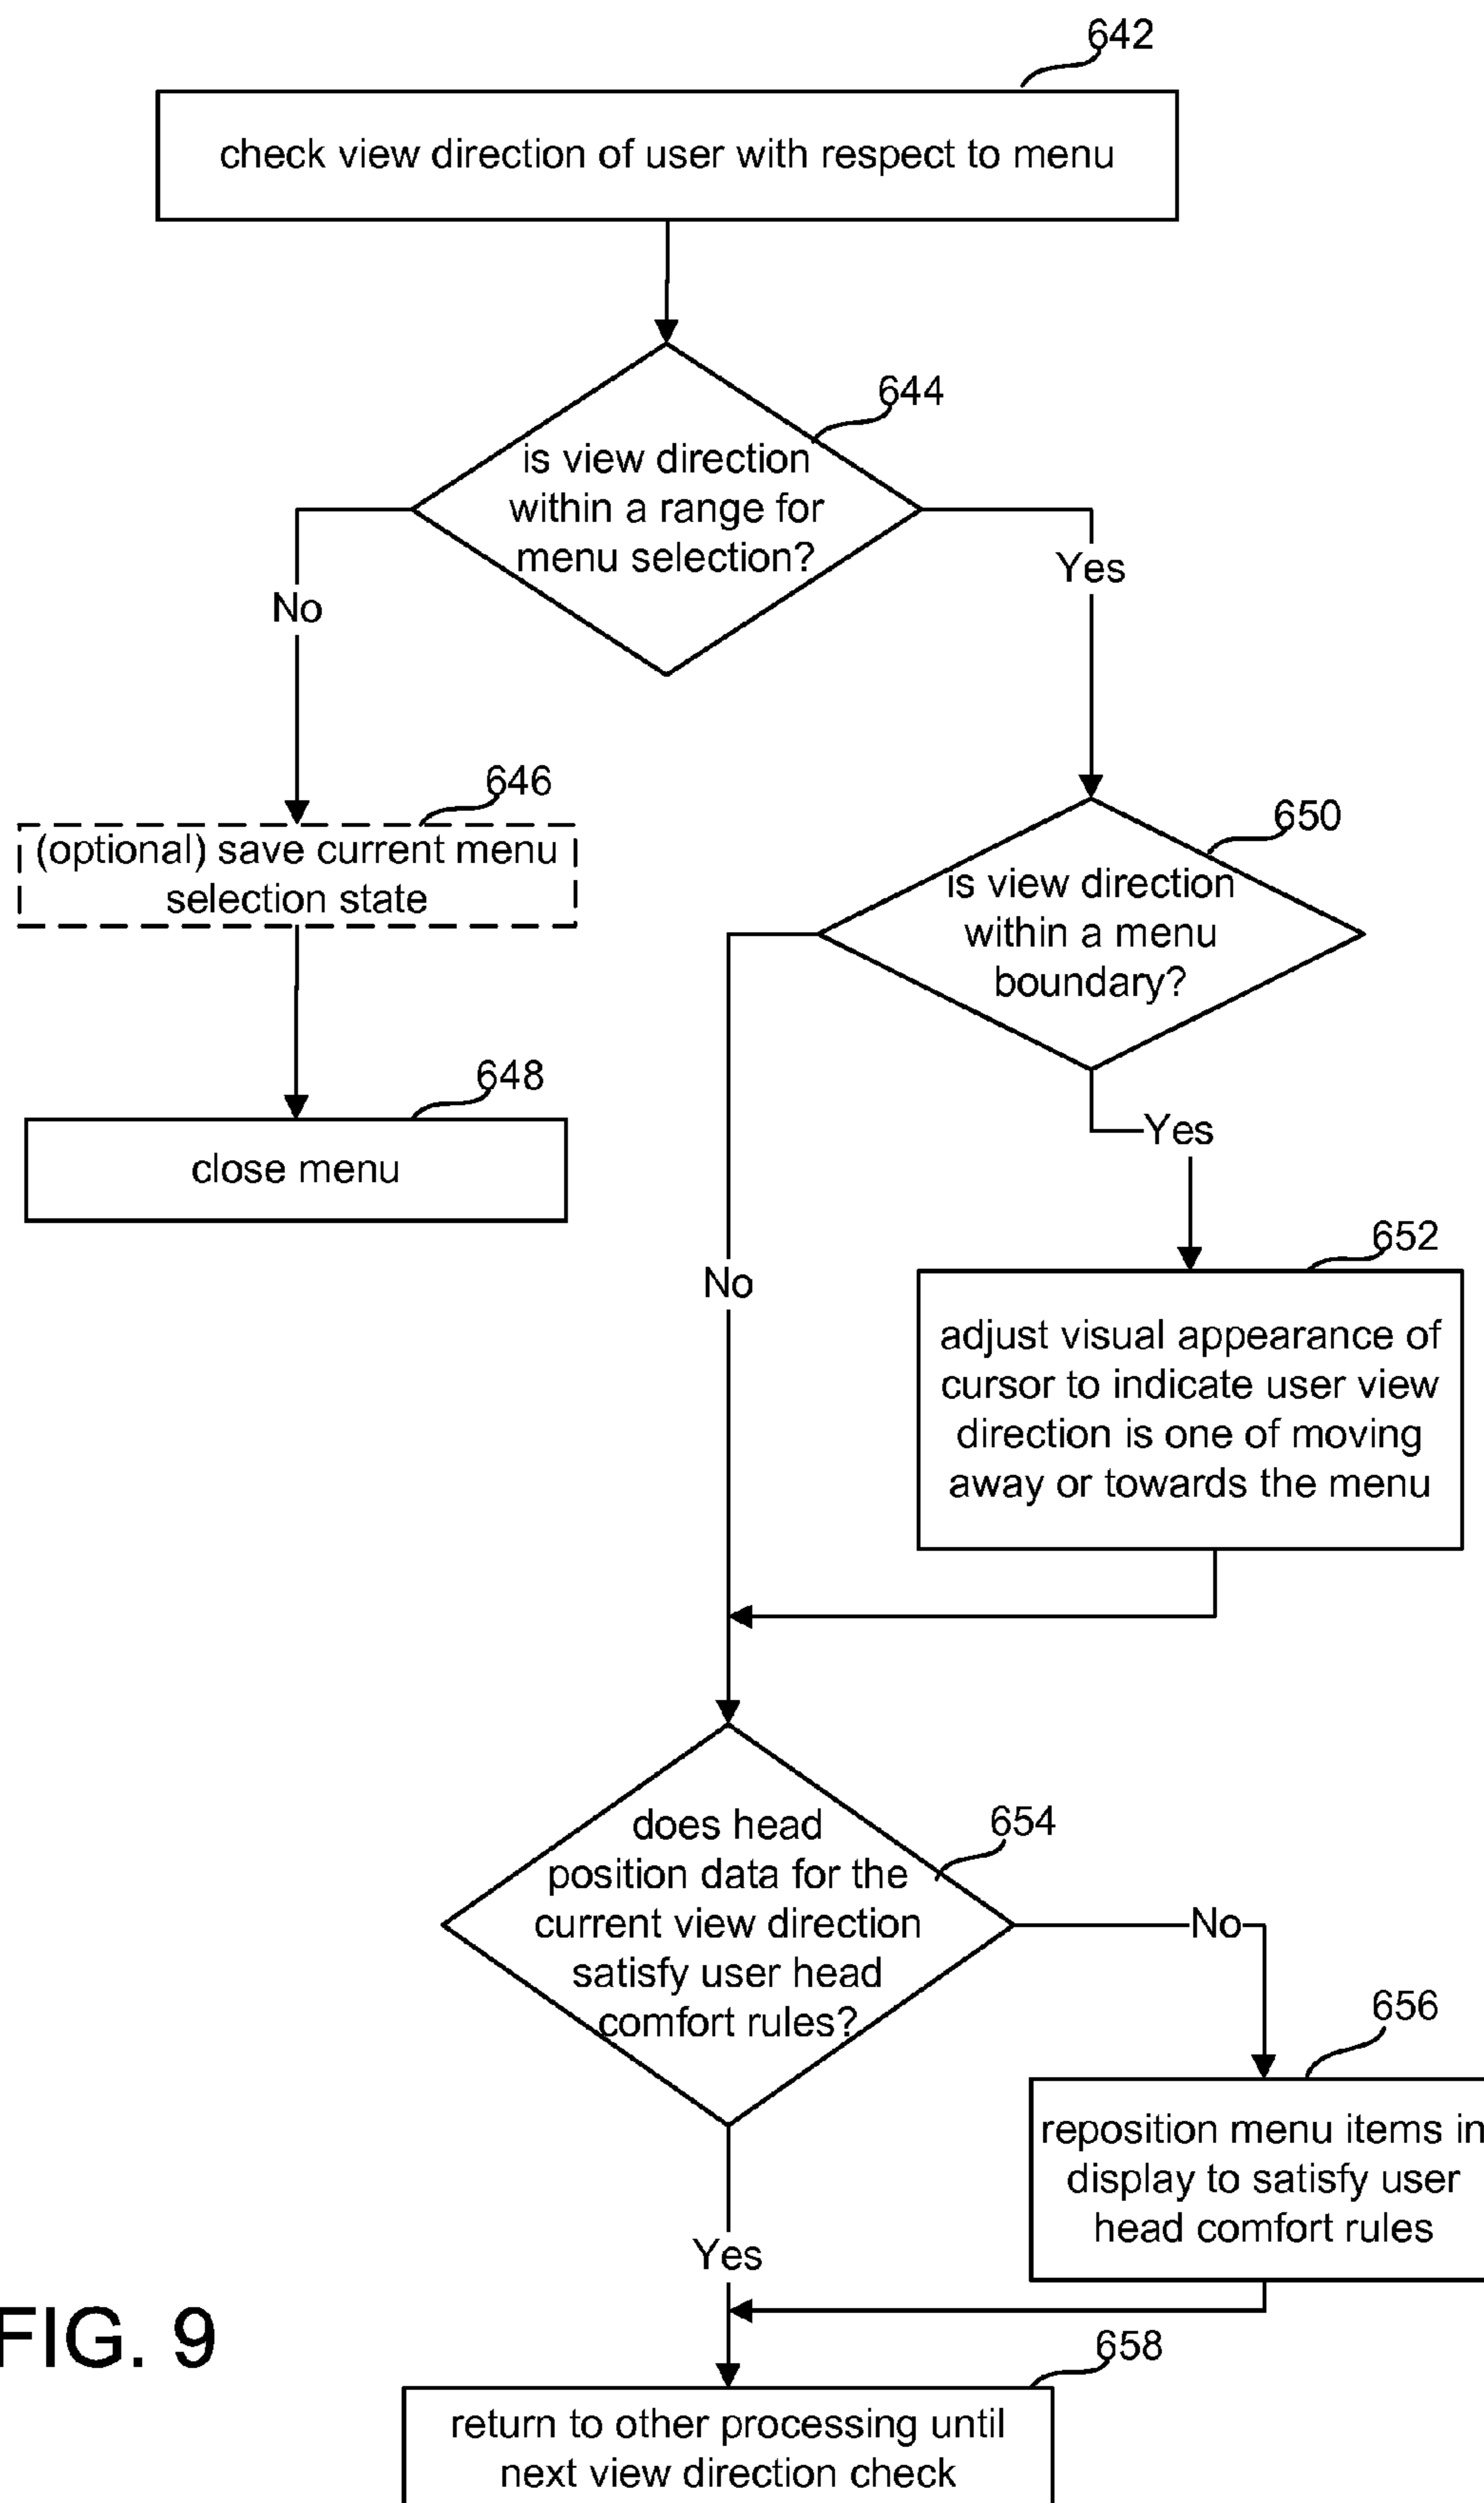 642
check view direction of user with respect to menu
644
is view direction
within a range for
menu selection?
No
Yes
646
(optional) save current menu
selection state
650
is view direction
within a menu
boundary?
648
close menu
Yes
652
No
adjust visual appearance of
cursor to indicate user view
direction is one of moving
away or towards the menu
654
does head
position data for the
current view direction
satisfy user head
comfort rules?
No
656
reposition menu items in
display to satisfy user
head comfort rules
Yes
FIG. 9
658
return to other processing until
next view direction check